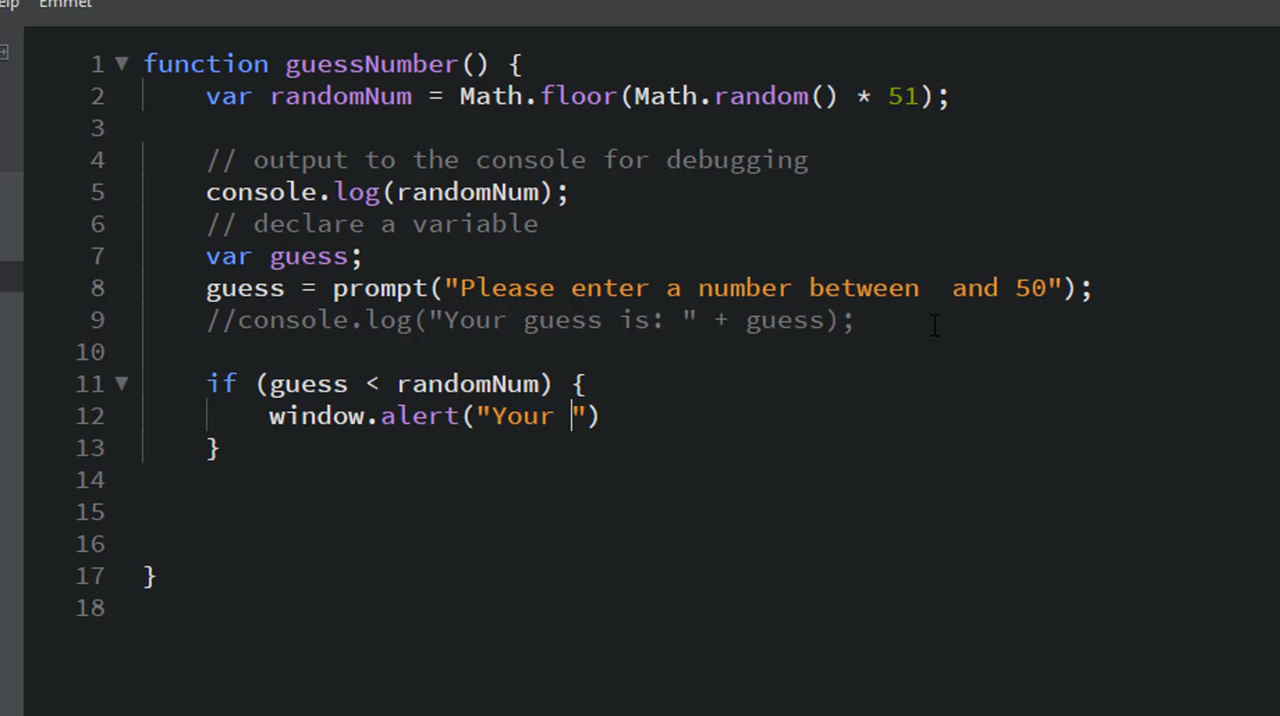 elp Emmet
1 function guessNumber() {
2 var randomNum = Math.floor(Math.random() * 51);
3
4 // output to the console for debugging
5 console.log(randomNum);
6 // declare a variable
7 var guess;
8 guess = prompt("Please enter a number between  and 50");
9 //console.log("Your guess is: " + guess);
10
11 if (guess < randomNum) {
12 window.alert("Your ")
13 }
14
15
16
17 }
18